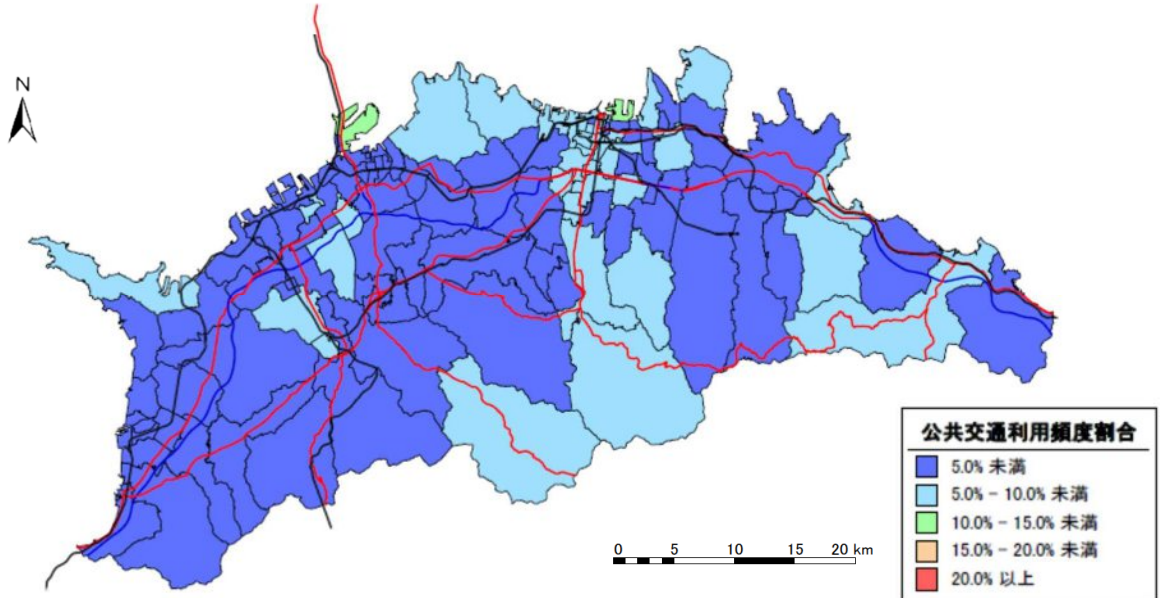 N
公共交通利用頻度割合
5.0% 未満
5.0% - 10.0% 未満
10.0% - 15.0% 未満
15.0% - 20.0% 未満
20.0% 以上
0 5 10 15 20 km